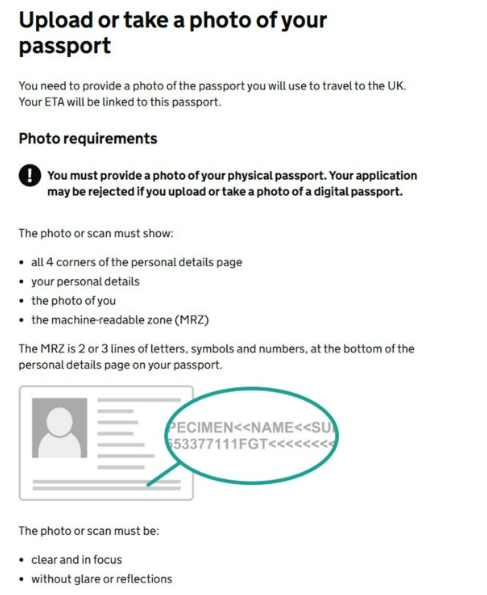 Upload or take a photo of your
passport
You need to provide a photo of the passport you will use to travel to the UK.
Your ETA will be linked to this passport.
Photo requirements
! You must provide a photo of your physical passport. Your application
may be rejected if you upload or take a photo of a digital passport.
The photo or scan must show:
• all 4 corners of the personal details page
• your personal details
• the photo of you
• the machine-readable zone (MRZ)
The MRZ is 2 or 3 lines of letters, symbols and numbers, at the bottom of the
personal details page on your passport.
PECIMEN<<NAME<<SU
553377111FGT<<<<<<<<
The photo or scan must be:
• clear and in focus
• without glare or reflections